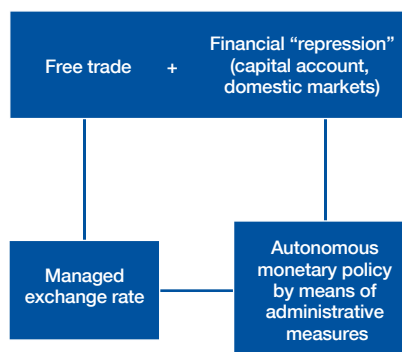 Free trade + Financial “repression”
(capital account,
domestic markets)
Managed
exchange rate
Autonomous
monetary policy
by means of
administrative
measures